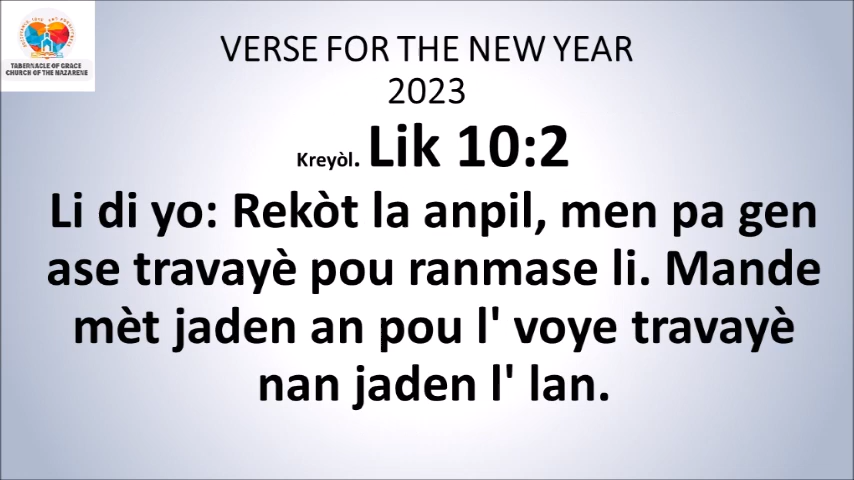 TABERNACLE OF GRACE
CHURCH OF THE NAZARENE
VERSE FOR THE NEW YEAR
2023
Kreyòl. Lik 10:2
Li di yo: Rekòt la anpil, men pa gen
ase travayè pou ranmase li. Mande
mèt jaden an pou l' voye travayè
nan jaden l' lan.